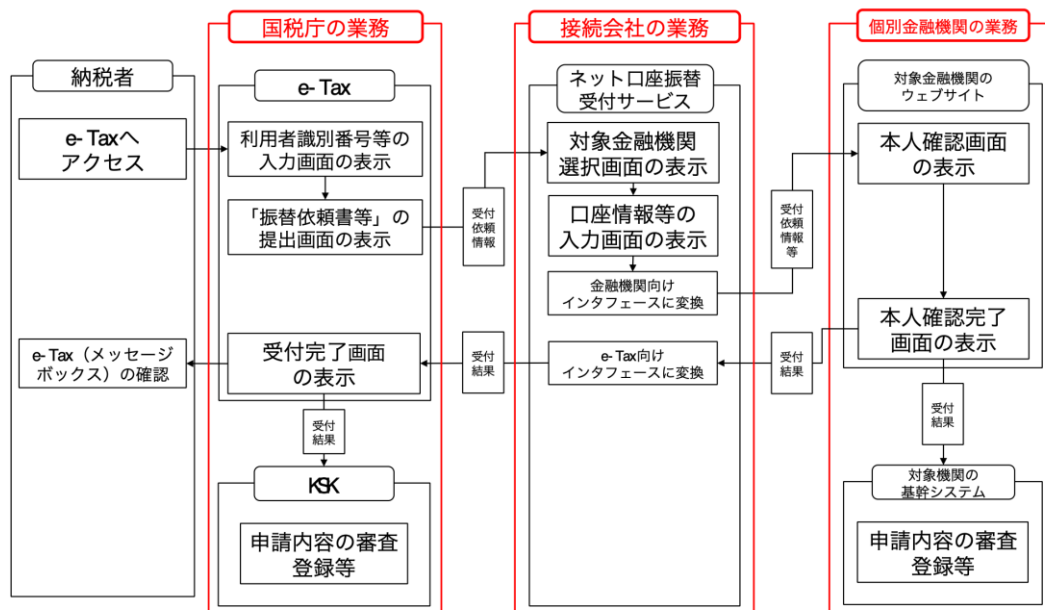 国税庁の業務
接続会社の業務
個別金融機関の業務
納税者
e-Tax
ネット口座振替
受付サービス
対象金融機関の
ウェブサイト
e-Taxへ
アクセス
利用者識別番号等の
入力画面の表示
対象金融機関
選択画面の表示
本人確認画面
の表示
「振替依頼書等」の
提出画面の表示
受付
依頼
情報
口座情報等の
入力画面の表示
受付
依頼
情報
等
金融機関向け
インタフェースに変換
本人確認完了
画面の表示
e-Tax（メッセージ
ボックス）の確認
受付完了画面
の表示
受付
結果
e-Tax向け
インタフェースに変換
受付
結果
受付
結果
受付
結果
KSK
対象機関の
基幹システム
申請内容の審査
登録等
申請内容の審査
登録等